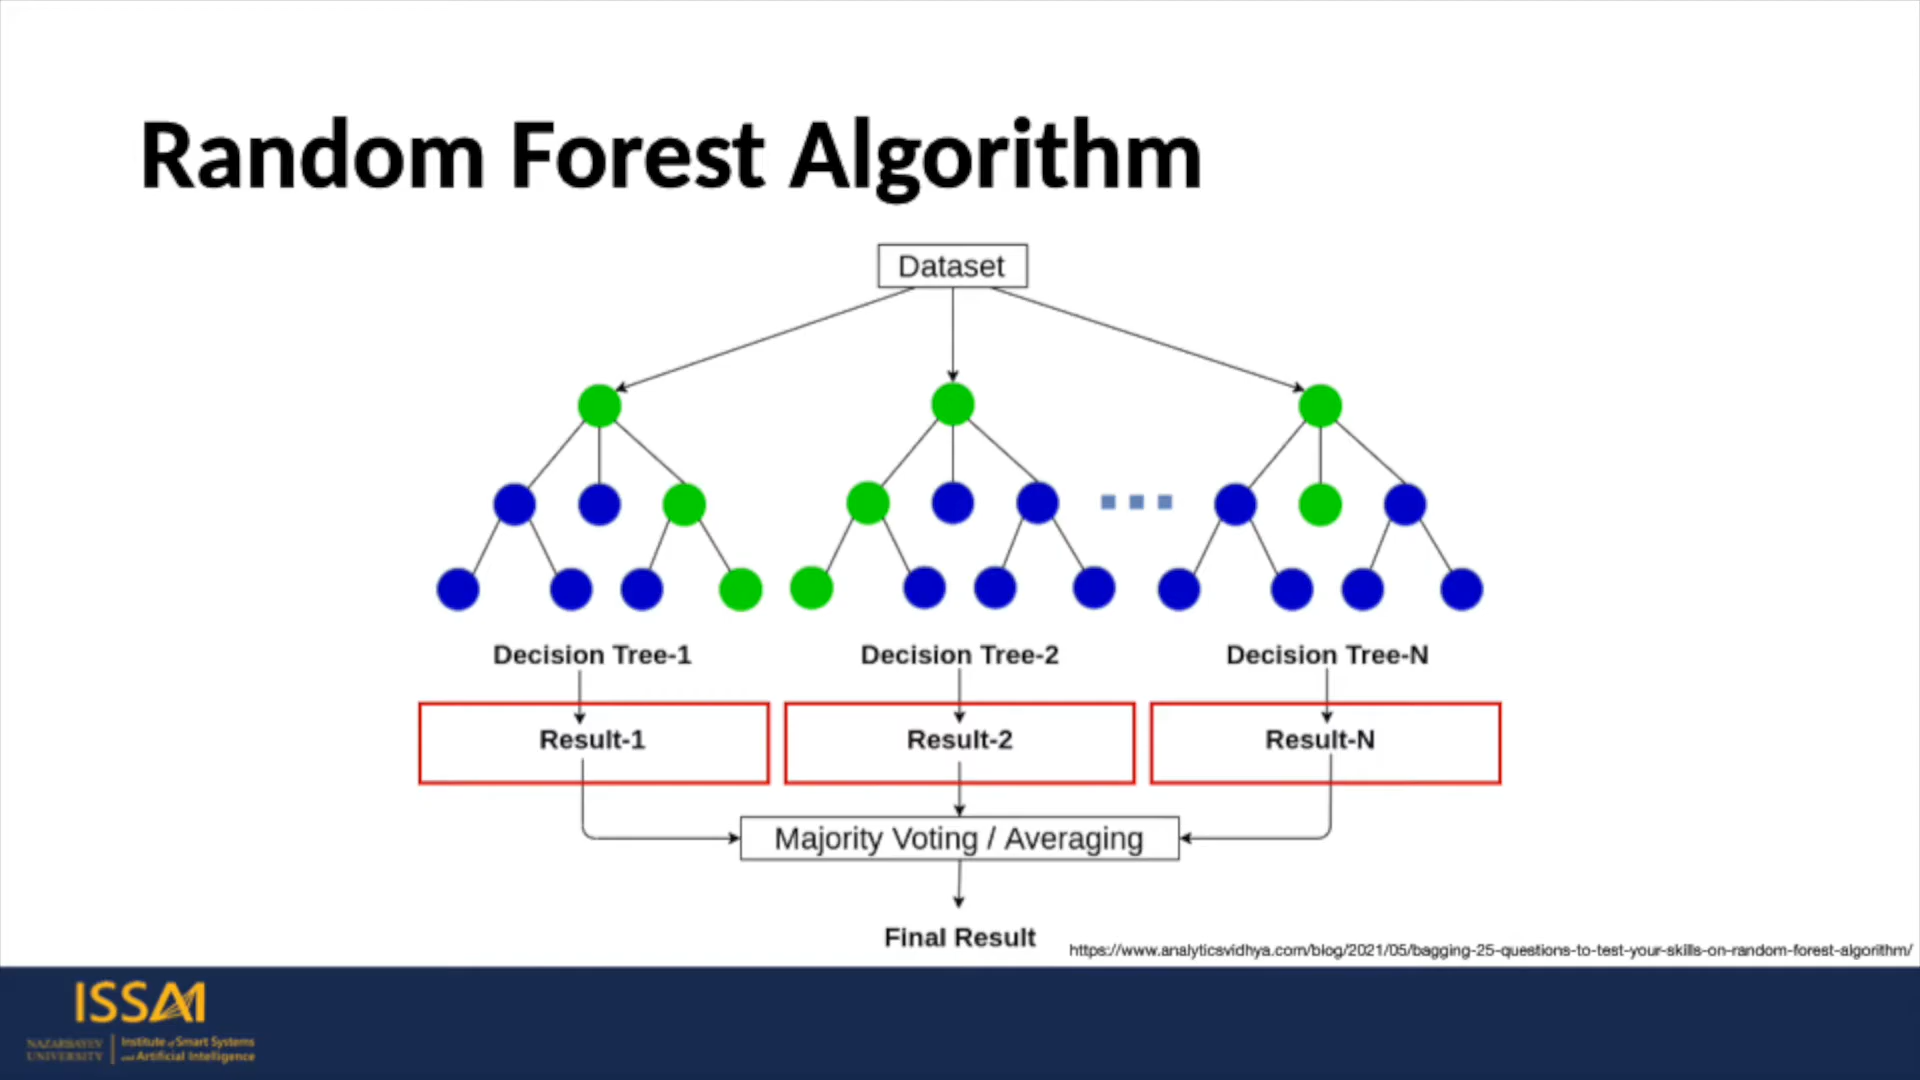 Random Forest Algorithm
Dataset
Decision Tree-1
Decision Tree-2
Decision Tree-N
Result-1
Result-2
Result-N
Majority Voting / Averaging
Final Result
https://www.analyticsvidhya.com/blog/2021/05/bagging-25-questions-to-test-your-skills-on-random-forest-algorithm/
ISSAI
NAZARBAYEV
UNIVERSITY
Institute of Smart Systems
and Artificial Intelligence